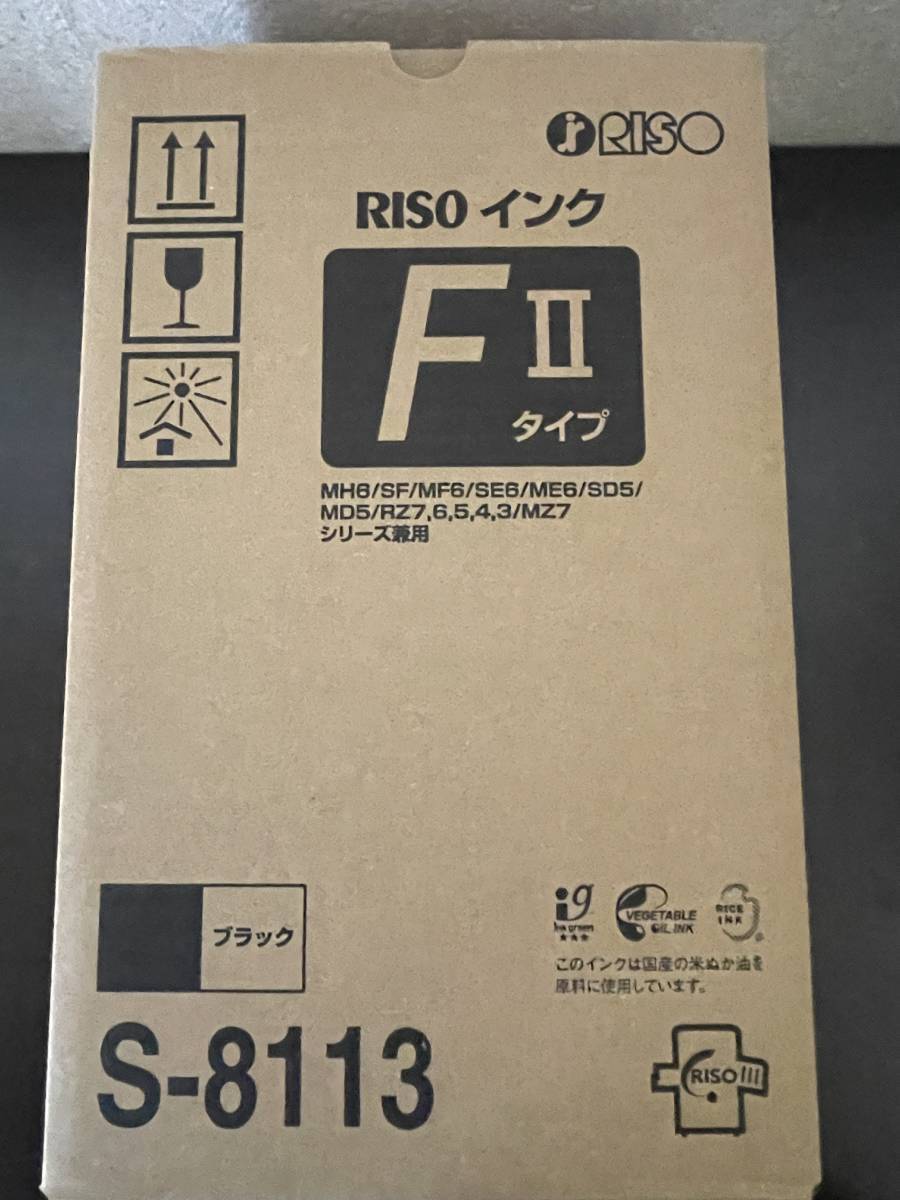 RISO
RISO インク
F II
タイプ
MH6/SF/MF6/SE6/ME6/SD5/
MD5/RZ7,6,5,4,3/MZ7
シリーズ兼用
ブラック
ig
ink green
★★★
VEGETABLE
OIL INK
RICE
INK
このインクは国産の米ぬか油を
原料に使用しています。
S-8113
RISO